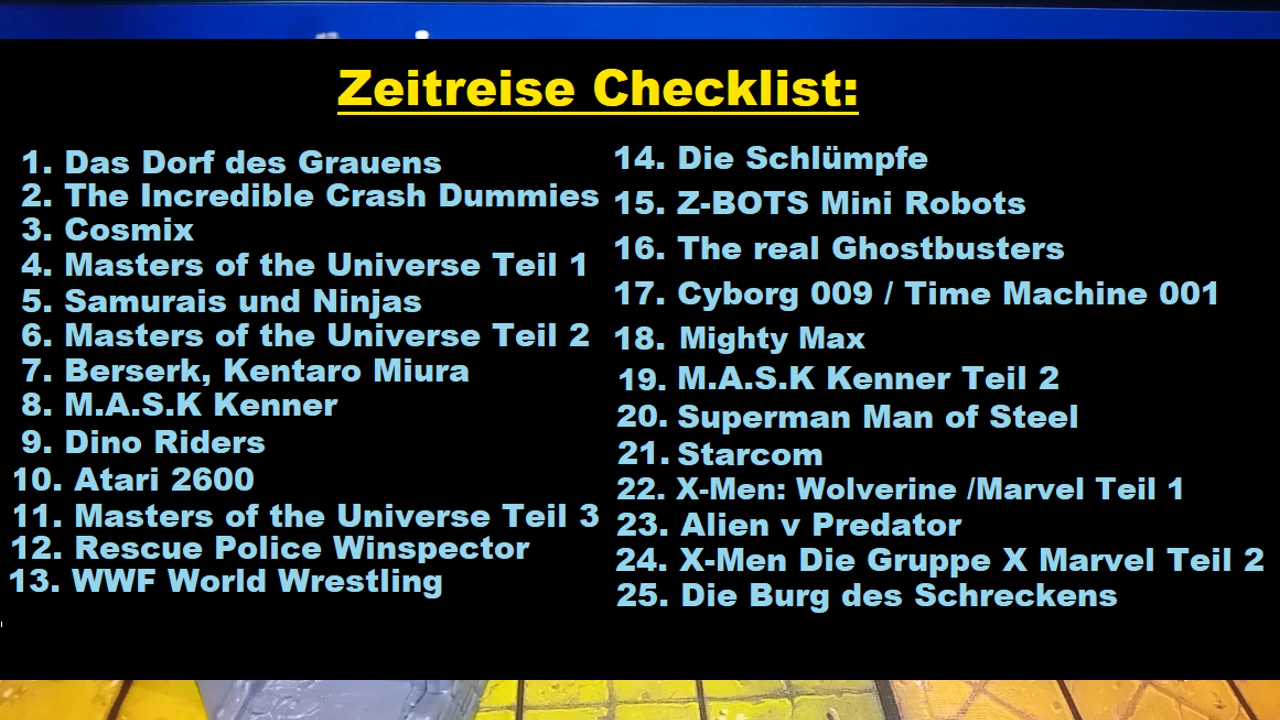 Zeitreise Checklist:
1. Das Dorf des Grauens
2. The Incredible Crash Dummies
3. Cosmix
4. Masters of the Universe Teil 1
5. Samurais und Ninjas
6. Masters of the Universe Teil 2
7. Berserk, Kentaro Miura
8. M.A.S.K Kenner
9. Dino Riders
10. Atari 2600
11. Masters of the Universe Teil 3
12. Rescue Police Winspector
13. WWF World Wrestling
14. Die Schlümpfe
15. Z-BOTS Mini Robots
16. The real Ghostbusters
17. Cyborg 009 / Time Machine 001
18. Mighty Max
19. M.A.S.K Kenner Teil 2
20. Superman Man of Steel
21. Starcom
22. X-Men: Wolverine /Marvel Teil 1
23. Alien v Predator
24. X-Men Die Gruppe X Marvel Teil 2
25. Die Burg des Schreckens